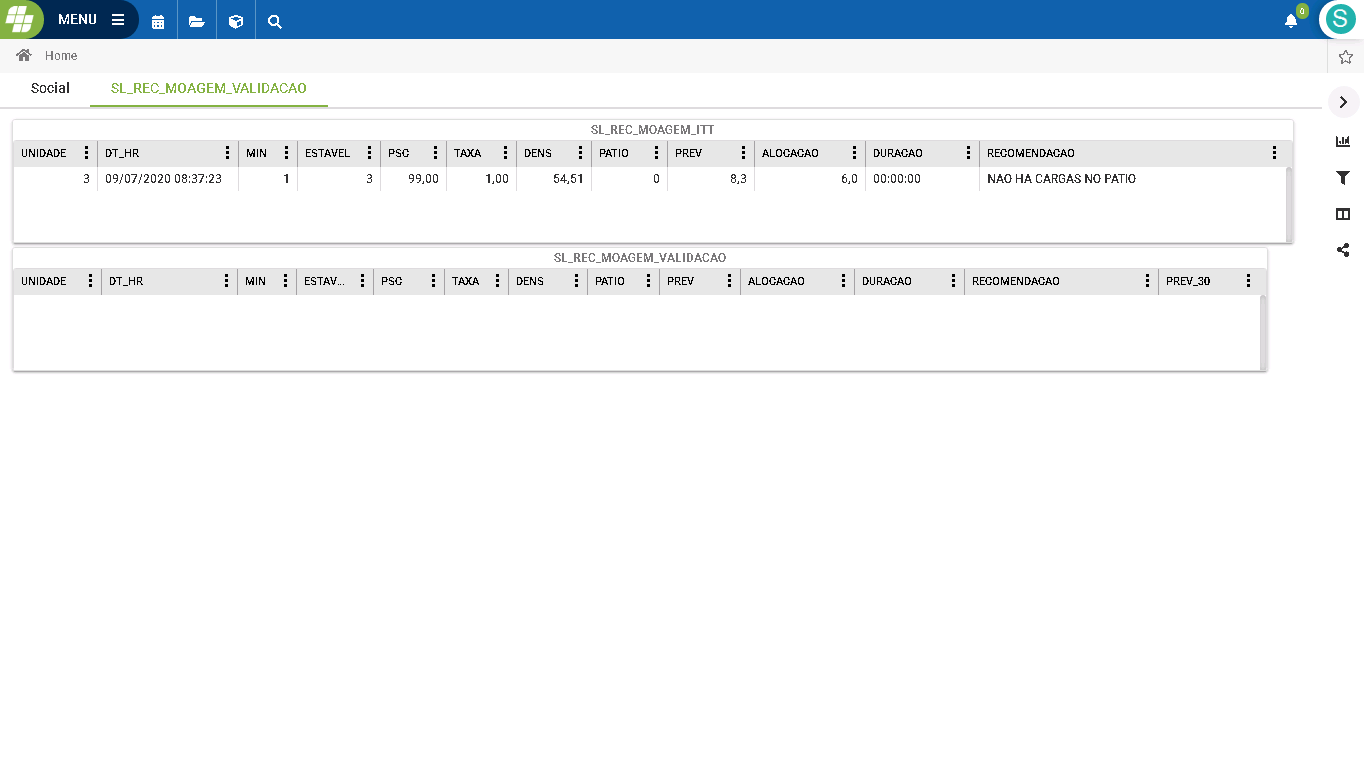 MENU
0
S
Home
Social SL_REC_MOAGEM_VALIDACAO
SL_REC_MOAGEM_ITT
UNIDADE DT_HR MIN ESTAVEL PSC TAXA DENS PATIO PREV ALOCACAO DURACAO RECOMENDACAO
3 09/07/2020 08:37:23 1 3 99,00 1,00 54,51 0 8,3 6,0 00:00:00 NAO HA CARGAS NO PATIO
SL_REC_MOAGEM_VALIDACAO
UNIDADE DT_HR MIN ESTAV... PSC TAXA DENS PATIO PREV ALOCACAO DURACAO RECOMENDACAO PREV_30